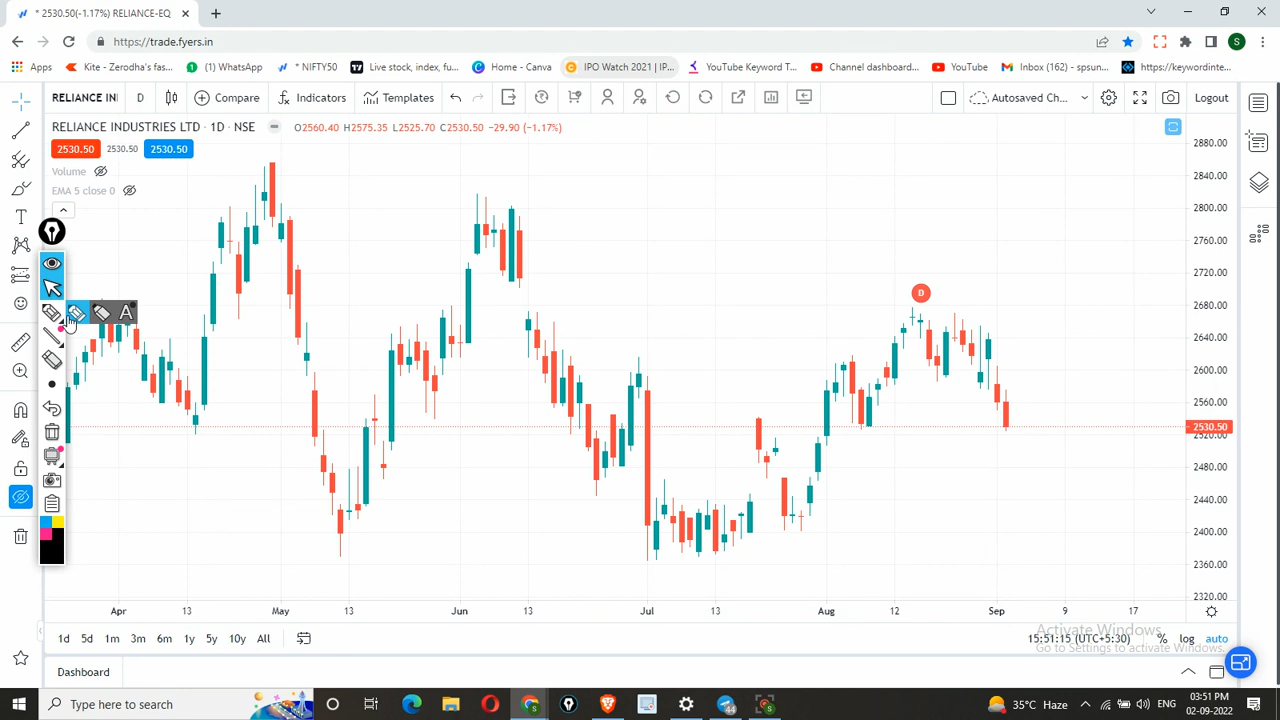 * 2530.50(-1.17%) RELIANCE-EQ
https://trade.fyers.in
S
Apps
Kite - Zerodha's fas...
(1) WhatsApp
* NIFTY50
Live stock, index, fu...
Home - Canva
IPO Watch 2021 | IP...
YouTube Keyword T...
Channel dashboard...
YouTube
Inbox (162) - spsun...
https://keywordinte...
RELIANCE IN
D
Compare
Indicators
Templates
Autosaved Ch...
Logout
RELIANCE INDUSTRIES LTD · 1D · NSE
O2560.40 H2575.35 L2525.70 C2530.50 -29.90 (-1.17%)
2530.50
2530.50
2530.50
Volume
EMA 5 close 0
T
A
D
2880.00
2840.00
2800.00
2760.00
2720.00
2680.00
2640.00
2600.00
2560.00
2530.50
2520.00
2480.00
2440.00
2400.00
2360.00
2320.00
Apr
13
May
13
Jun
13
Jul
13
Aug
12
Sep
9
17
1d 5d 1m 3m 6m 1y 5y 10y All
15:51:15 (UTC+5:30)
%
log
auto
Activate Windows
Go to Settings to activate Windows.
Dashboard
Type here to search
35°C Haze
03:51 PM
02-09-2022